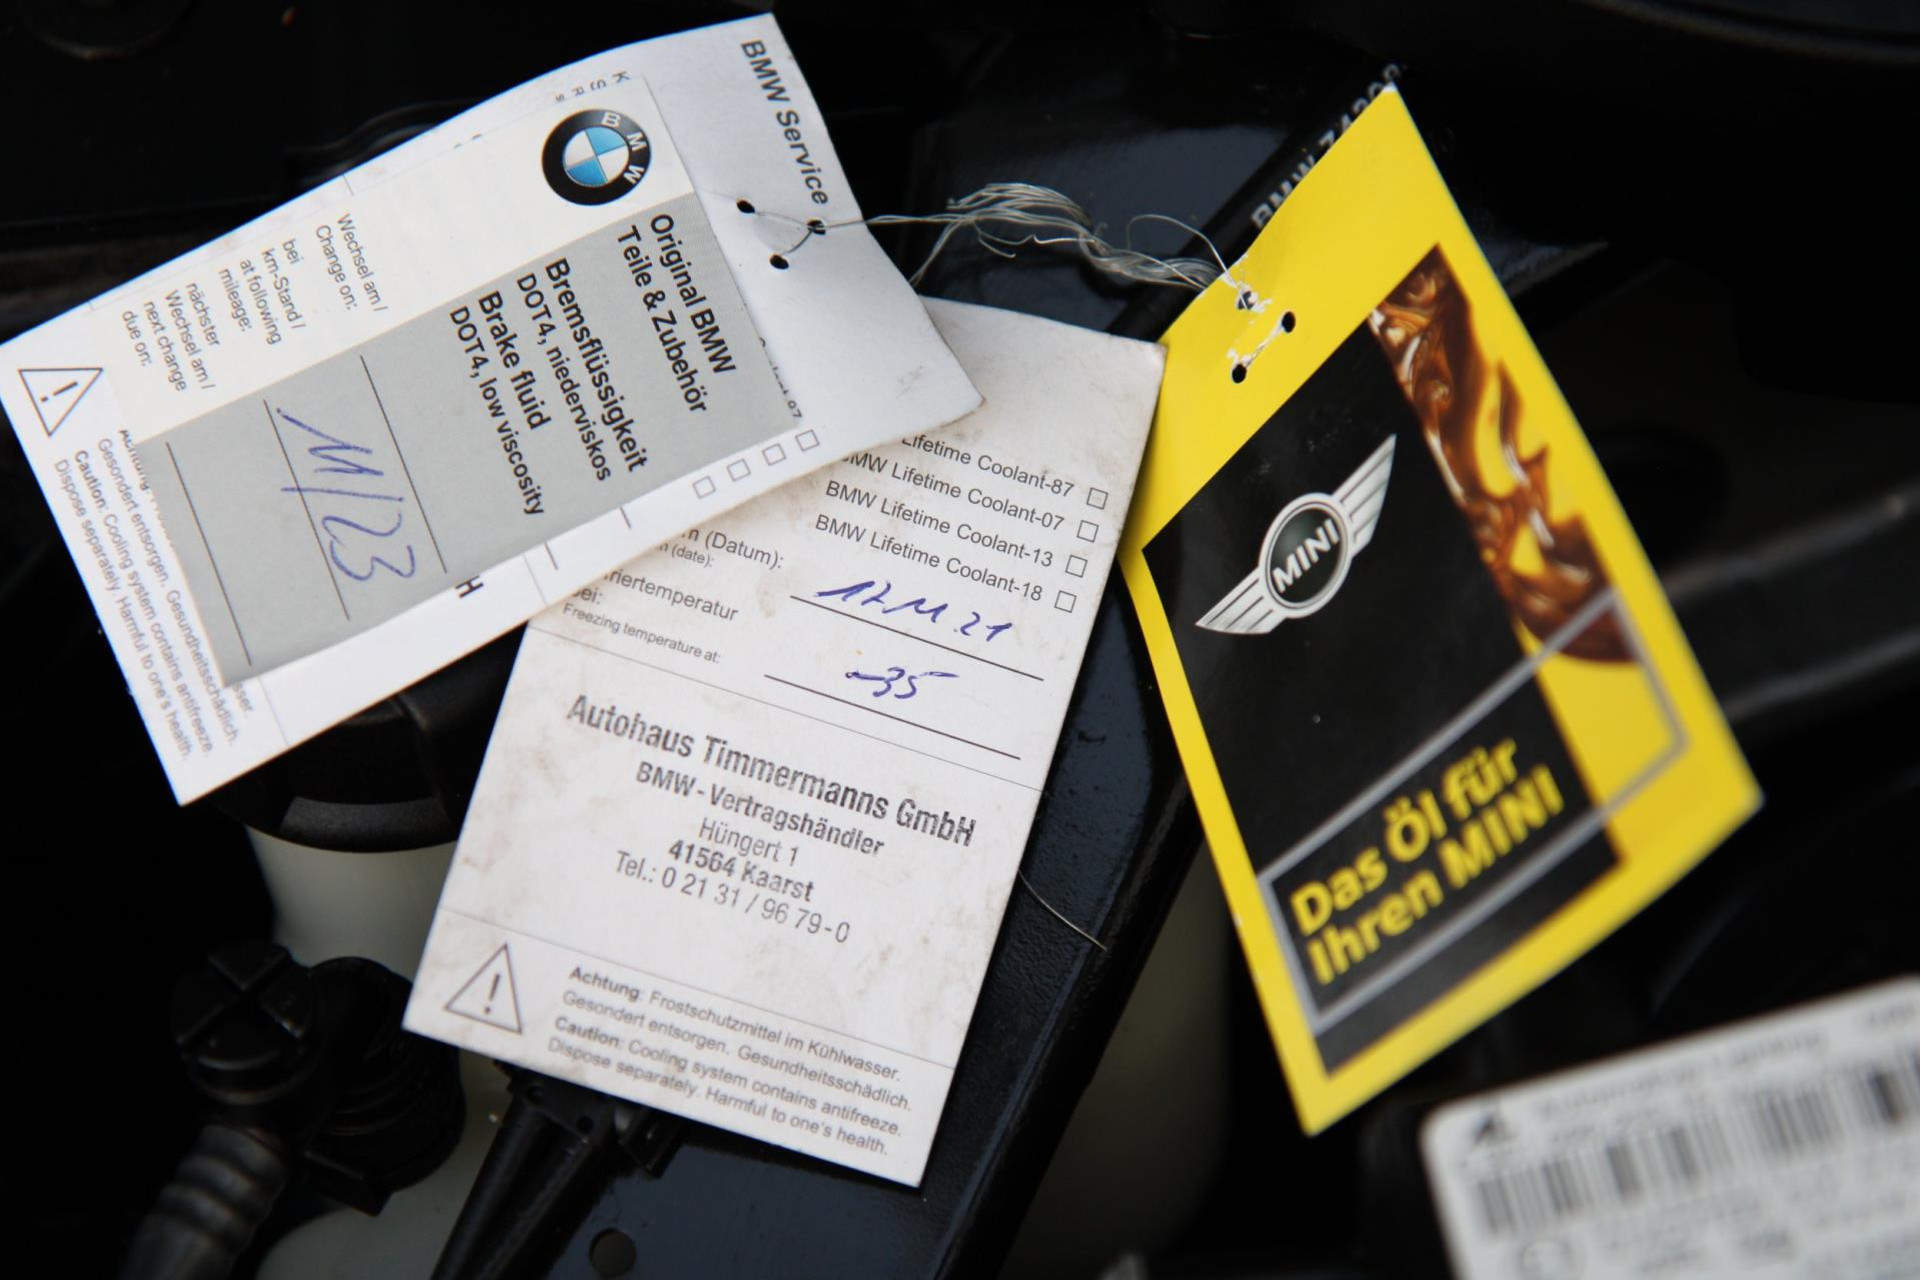 BMW Service
BMW
Original BMW
Teile & Zubehör
Bremsflüssigkeit
DOT4, niederviskos
Brake fluid
DOT4, low viscosity
Wechsel am /
Change on:
bei
km-Stand /
at following
mileage:
nächster
Wechsel am /
next change
due on:
11/23
Gesondert entsorgen. Gesundheitsschädlich.
Caution: Cooling system contains antifreeze.
Dispose separately. Harmful to one's health.
Lifetime Coolant-87
BMW Lifetime Coolant-07
BMW Lifetime Coolant-13
BMW Lifetime Coolant-18
(Datum):
(date):
17.11.21
Freezing temperature at:
-35
Autohaus Timmermanns GmbH
BMW-Vertragshändler
Hüngert 1
41564 Kaarst
Tel.: 0 21 31 / 96 79-0
Achtung: Frostschutzmittel im Kühlwasser.
Gesondert entsorgen. Gesundheitsschädlich.
Caution: Cooling system contains antifreeze.
Dispose separately. Harmful to one's health.
BMW
MINI
Das Öl für
Ihren MINI